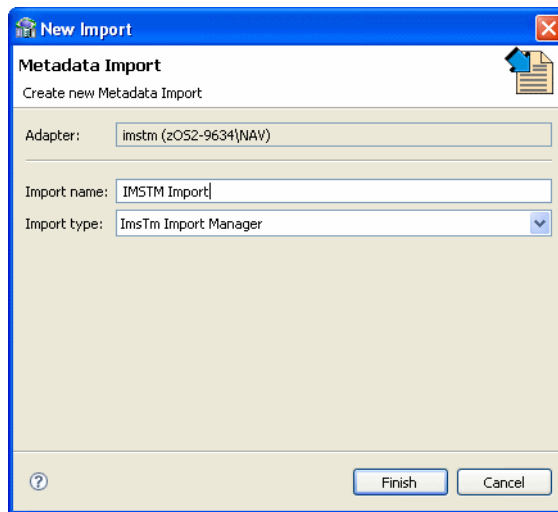 New Import
Metadata Import
Create new Metadata Import
Adapter: imstm (zOS2-9634\NAV)
Import name: IMSTM Import
Import type: ImsTm Import Manager
?
Finish Cancel